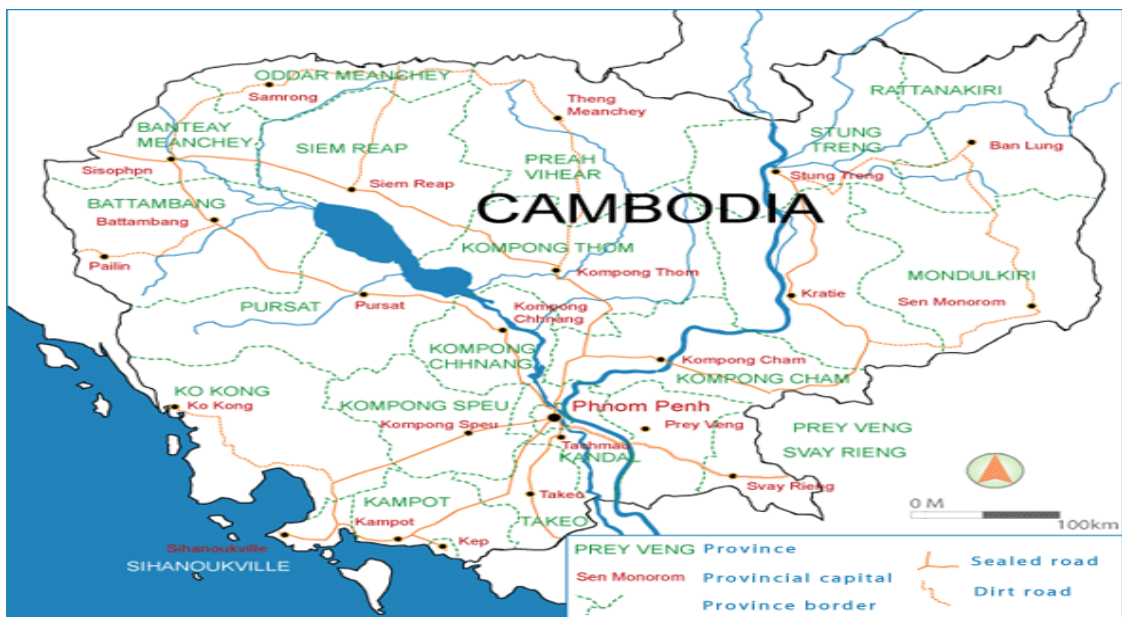 ODDAR MEANCHEY
Samrong
Theng
Meanchey
RATTANAKIRI
BANTEAY
MEANCHEY
SIEM REAP
STUNG
TRENG
Ban Lung
PREAH
VIHEAR
Sisophpn
Siem Reap
Stung Treng
BATTAMBANG
Battambang
CAMBODIA
KOMPONG THOM
Pailin
Kompong Thom
MONDULKIRI
Sen Monorom
PURSAT
Pursat
Kratie
Kompong
Chhnang
KOMPONG
CHHNANG
Kompong Cham
KOMPONG CHAM
KO KONG
Ko Kong
KOMPONG SPEU
Kompong Speu
Phnom Penh
Prey Veng
PREY VENG
SVAY RIENG
Tachmau
KANDAL
Svay Rieng
Takeo
KAMPOT
Kampot
TAKEO
Kep
Sihanoukville
SIHANOUKVILLE
0 M
100km
PREY VENG Province
Sen Monorom Provincial capital
Province border
Sealed road
Dirt road